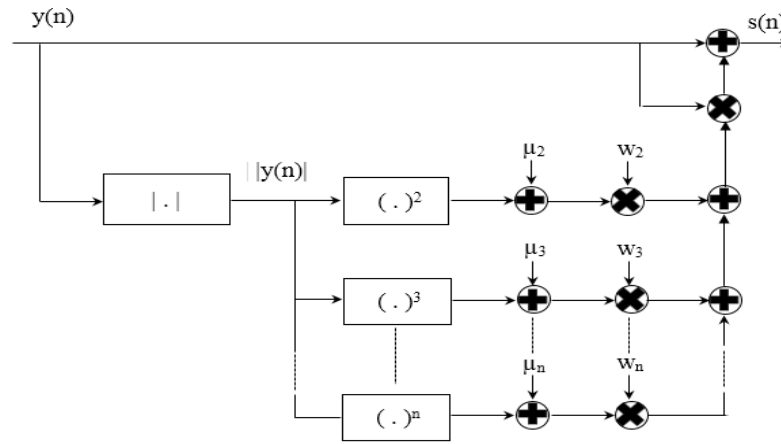 y(n)
s(n)
| . |
| |y(n)|
( . )²
μ₂
w₂
( . )³
μ₃
w₃
( . )ⁿ
μₙ
wₙ